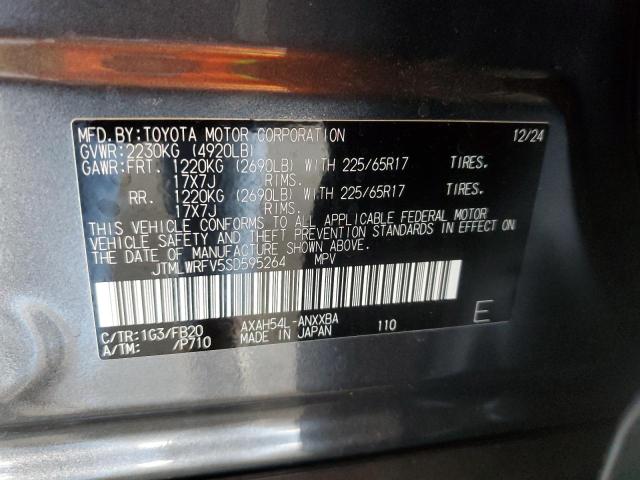 MFD.BY:TOYOTA MOTOR CORPORATION 12/24
GVWR:2230KG (4920LB)
GAWR:FRT. 1220KG (2690LB) WITH 225/65R17 TIRES.
17X7J RIMS.
RR. 1220KG (2690LB) WITH 225/65R17 TIRES.
17X7J RIMS.
THIS VEHICLE CONFORMS TO ALL APPLICABLE FEDERAL MOTOR
VEHICLE SAFETY AND THEFT PREVENTION STANDARDS IN EFFECT ON
THE DATE OF MANUFACTURE SHOWN ABOVE.
JTMLWRFV5SD595264 MPV
C/TR:1G3/FB20 AXAH54L-ANXXBA 110 E
A/TM: /P710 MADE IN JAPAN